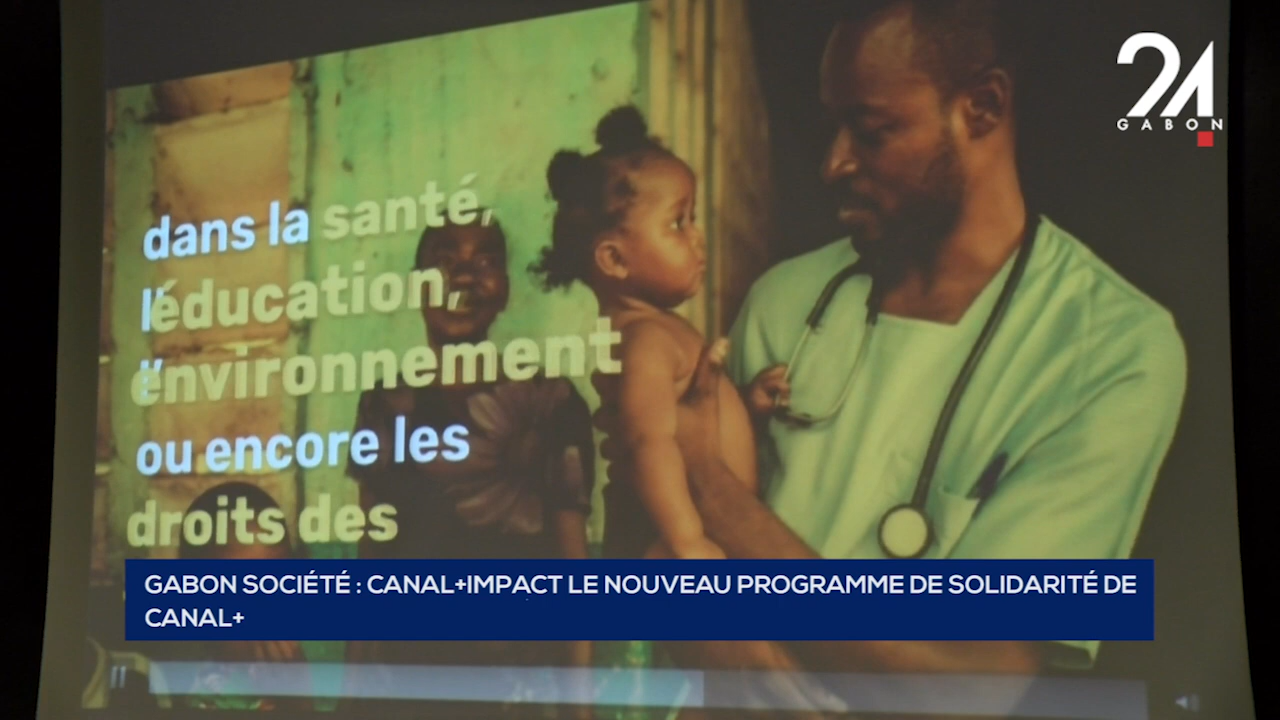 24
GABON
dans la santé,
l'éducation,
l'environnement
ou encore les
droits des
GABON SOCIÉTÉ : CANAL+IMPACT LE NOUVEAU PROGRAMME DE SOLIDARITÉ DE
CANAL+